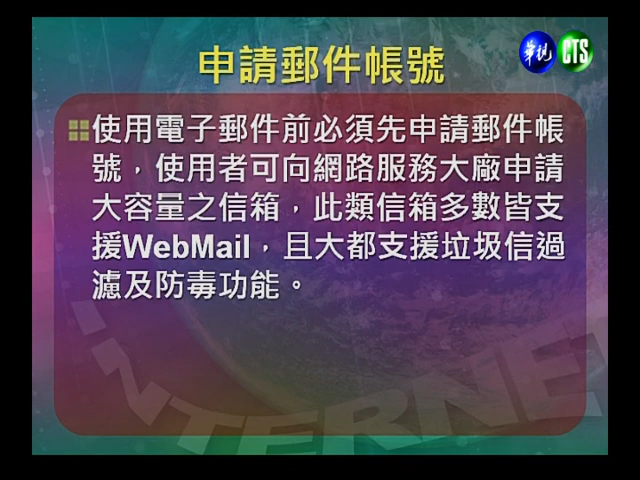 申請郵件帳號
華視 CTS
使用電子郵件前必須先申請郵件帳
號，使用者可向網路服務大廠申請
大容量之信箱，此類信箱多數皆支
援WebMail，且大都支援垃圾信過
濾及防毒功能。
INTERNET